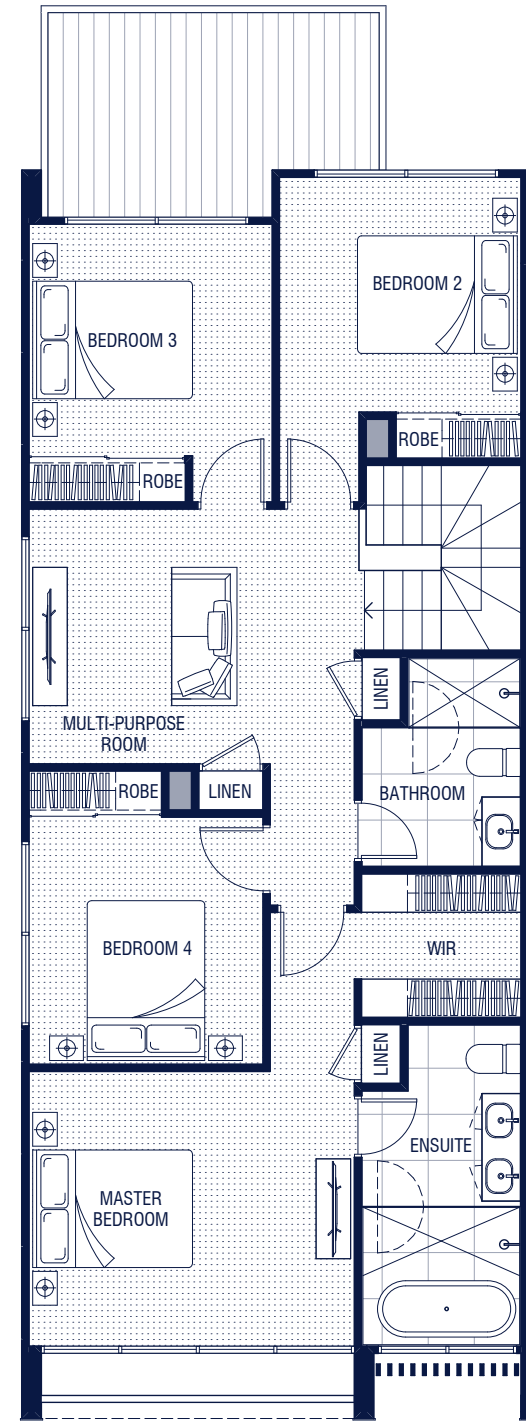 BEDROOM 2
BEDROOM 3
ROBE
ROBE
LINEN
MULTI-PURPOSE
ROOM
ROBE
LINEN
BATHROOM
BEDROOM 4
WIR
LINEN
ENSUITE
MASTER
BEDROOM